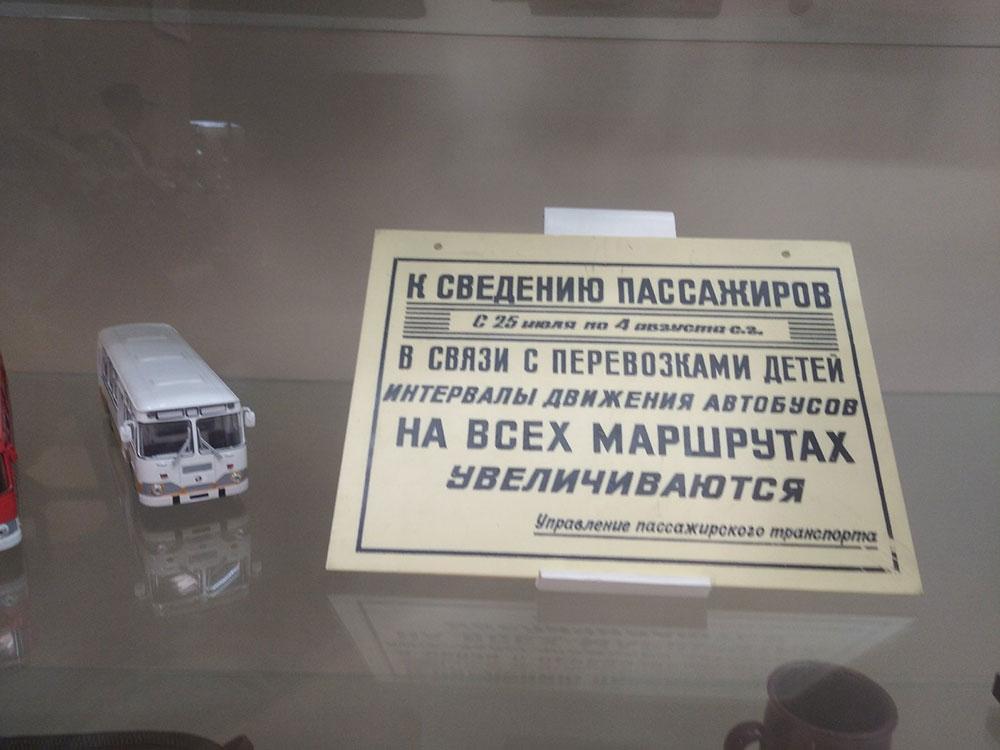 К СВЕДЕНИЮ ПАССАЖИРОВ
С 25 июля по 4 августа с.г.
В СВЯЗИ С ПЕРЕВОЗКАМИ ДЕТЕЙ
ИНТЕРВАЛЫ ДВИЖЕНИЯ АВТОБУСОВ
НА ВСЕХ МАРШРУТАХ
УВЕЛИЧИВАЮТСЯ
Управление пассажирского транспорта